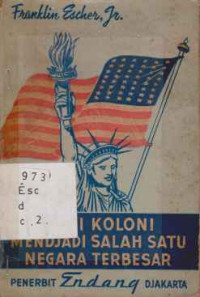 Franklin Escher, Jr.
973
Esc
d
c.2.
I KOLONI
MENDJADI SALAH SATU
NEGARA TERBESAR
PENERBIT Endang DJAKARTA